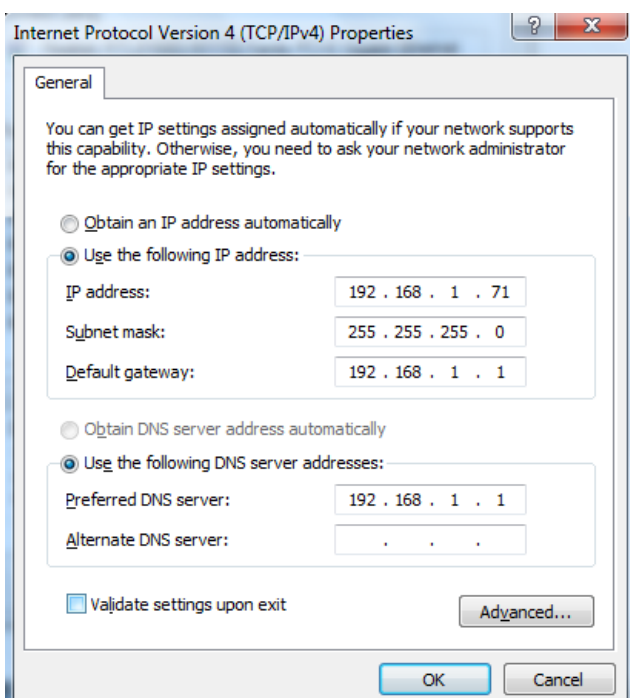 Internet Protocol Version 4 (TCP/IPv4) Properties
? X
General
You can get IP settings assigned automatically if your network supports
this capability. Otherwise, you need to ask your network administrator
for the appropriate IP settings.
Obtain an IP address automatically
Use the following IP address:
IP address: 192 . 168 . 1 . 71
Subnet mask: 255 . 255 . 255 . 0
Default gateway: 192 . 168 . 1 . 1
Obtain DNS server address automatically
Use the following DNS server addresses:
Preferred DNS server: 192 . 168 . 1 . 1
Alternate DNS server: . . .
Validate settings upon exit
Advanced...
OK Cancel